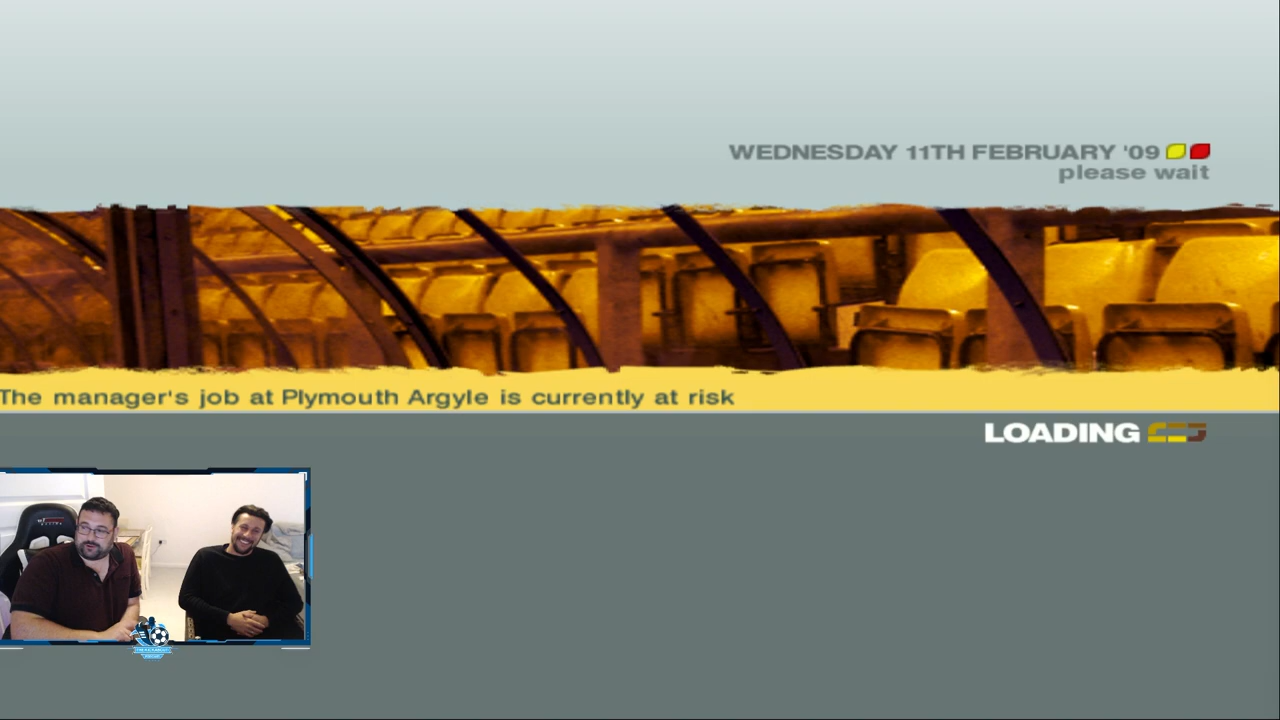 WEDNESDAY 11TH FEBRUARY '09
please wait
The manager's job at Plymouth Argyle is currently at risk
LOADING